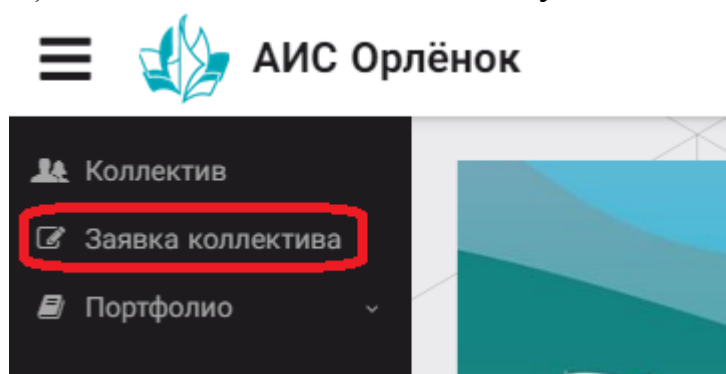 АИС Орлёнок
Коллектив
Заявка коллектива
Портфолио